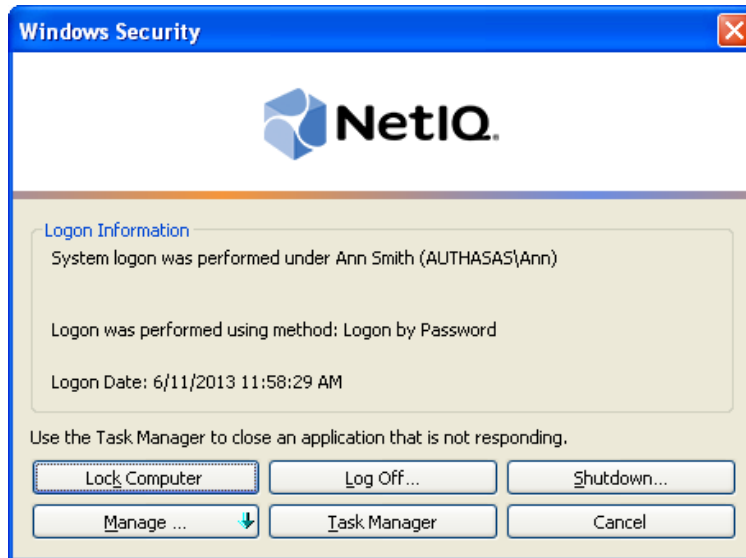 Windows Security
NetIQ®
Logon Information
System logon was performed under Ann Smith (AUTHASAS\Ann)
Logon was performed using method: Logon by Password
Logon Date: 6/11/2013 11:58:29 AM
Use the Task Manager to close an application that is not responding.
Lock Computer
Log Off...
Shutdown...
Manage ...
Task Manager
Cancel